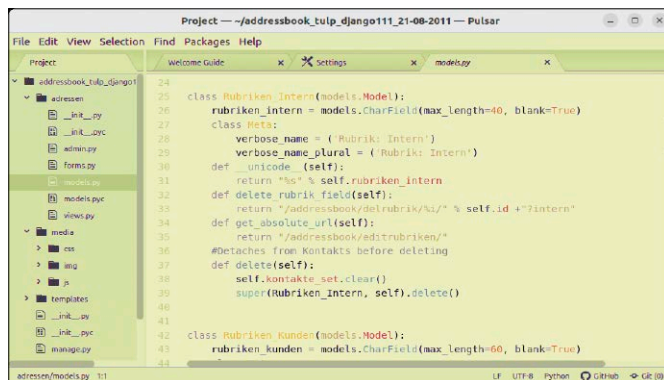 Project — ~/addressbook_tulp_django111_21-08-2011 — Pulsar
File Edit View Selection Find Packages Help
Project
Welcome Guide
Settings
models.py
addressbook_tulp_django1
adressen
__init__.py
__init__.pyc
admin.py
forms.py
models.py
models.pyc
views.py
media
css
img
js
templates
__init__.py
__init__.pyc
manage.py
24
25 class Rubriken_Intern(models.Model):
26 rubriken_intern = models.CharField(max_length=40, blank=True)
27 class Meta:
28 verbose_name = ('Rubrik: Intern')
29 verbose_name_plural = ('Rubrik: Intern')
30 def __unicode__(self):
31 return "%s" % self.rubriken_intern
32 def delete_rubrik_field(self):
33 return "/addressbook/delrubrik/%i/" % self.id +"?intern"
34 def get_absolute_url(self):
35 return "/addressbook/editrubriken/"
36 #Detaches from Kontakts before deleting
37 def delete(self):
38 self.kontakte_set.clear()
39 super(Rubriken_Intern, self).delete()
40
41
42 class Rubriken_Kunden(models.Model):
43 rubriken_kunden = models.CharField(max_length=60, blank=True)
44
adressen/models.py 1:1
LF UTF-8 Python GitHub Git (0)